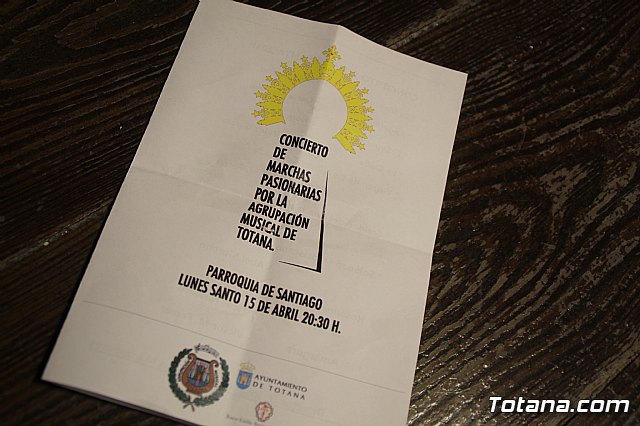 CONCIERTO
DE
MARCHAS
PASIONARIAS
POR LA
AGRUPACIÓN
MUSICAL DE
TOTANA.
PARROQUIA DE SANTIAGO
LUNES SANTO 15 DE ABRIL 20:30 H.
AYUNTAMIENTO
DE TOTANA
Totana.com